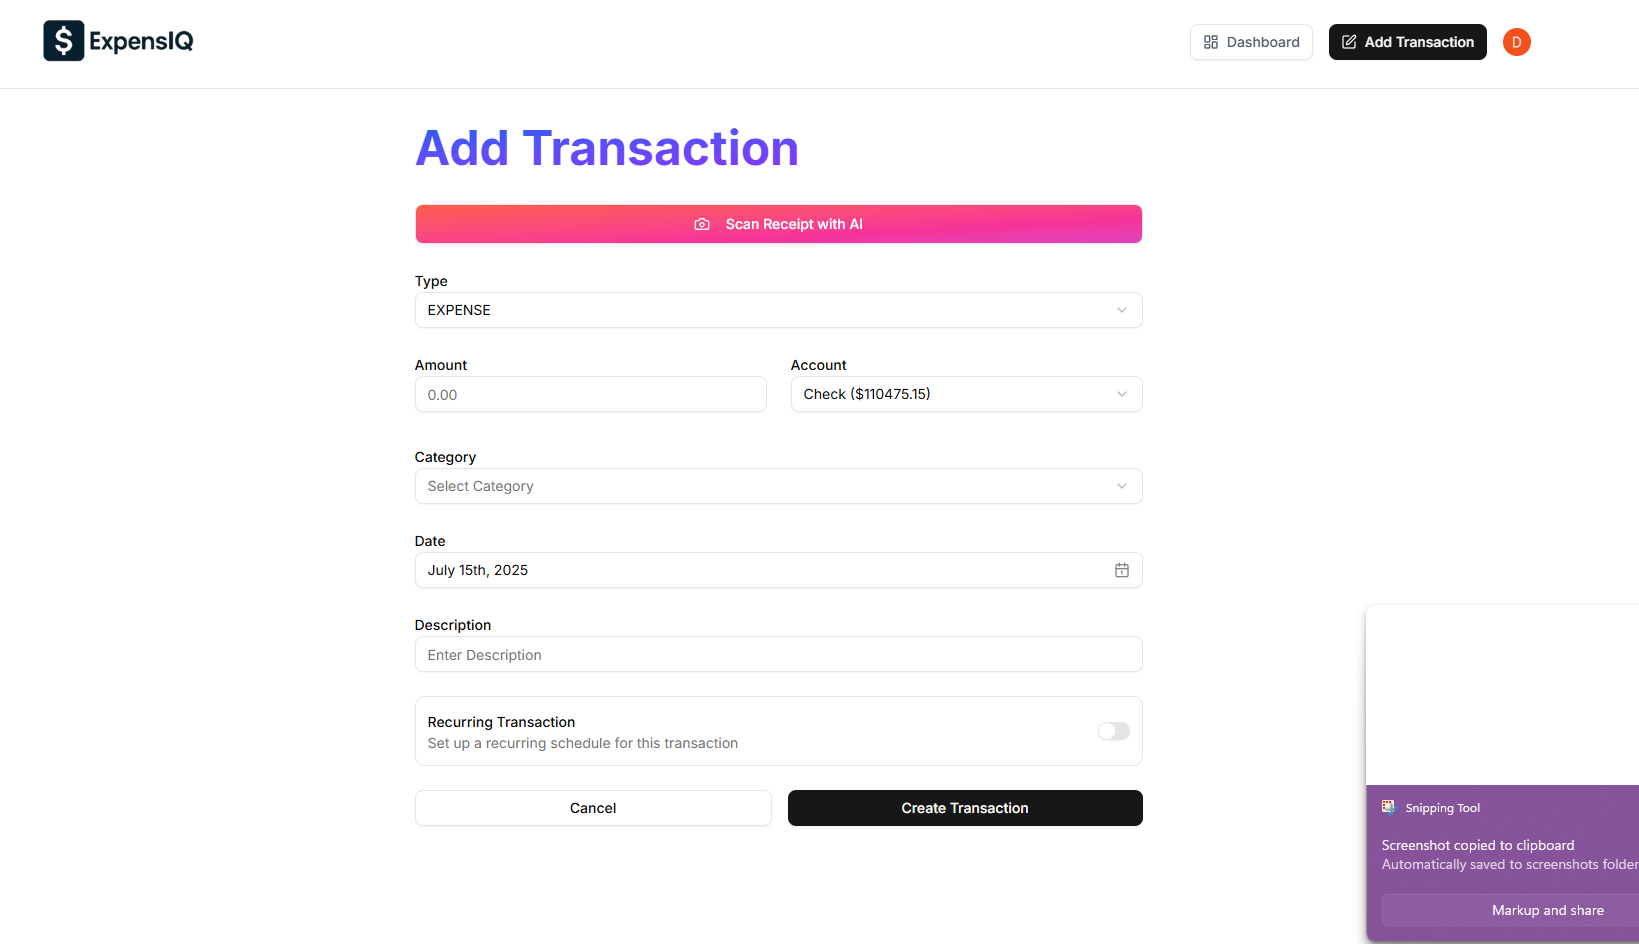 $ ExpensIQ
Dashboard
Add Transaction
D
Add Transaction
Scan Receipt with AI
Type
EXPENSE
Amount
Account
0.00
Check ($110475.15)
Category
Select Category
Date
July 15th, 2025
Description
Enter Description
Recurring Transaction
Set up a recurring schedule for this transaction
Cancel
Create Transaction
Snipping Tool
Screenshot copied to clipboard
Automatically saved to screenshots folder
Markup and share